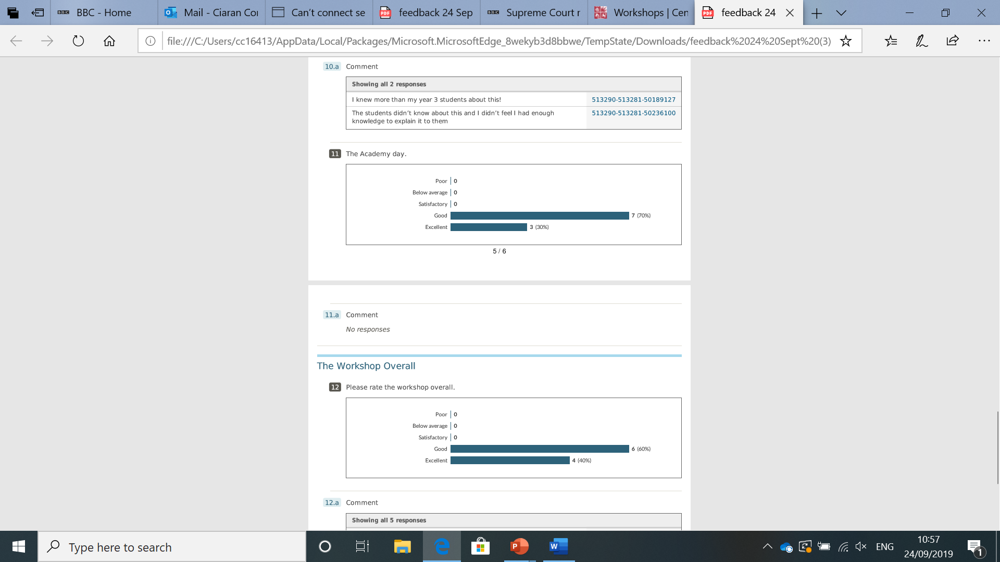 BBC - Home
Mail - Ciaran Cor
Can't connect se
feedback 24 Sep
Supreme Court r
Workshops | Cen
feedback 24
file:///C:/Users/cc16413/AppData/Local/Packages/Microsoft.MicrosoftEdge_8wekyb3d8bbwe/TempState/Downloads/feedback%2024%20Sept%20(3)
10.a Comment
Showing all 2 responses
I knew more than my year 3 students about this! 513290-513281-50189127
The students didn't know about this and I didn't feel I had enough 513290-513281-50236100
knowledge to explain it to them
11 The Academy day.
Poor 0
Below average 0
Satisfactory 0
Good 7 (70%)
Excellent 3 (30%)
5 / 6
11.a Comment
No responses
The Workshop Overall
12 Please rate the workshop overall.
Poor 0
Below average 0
Satisfactory 0
Good 6 (60%)
Excellent 4 (40%)
12.a Comment
Showing all 5 responses
Type here to search
ENG
10:57
24/09/2019
1